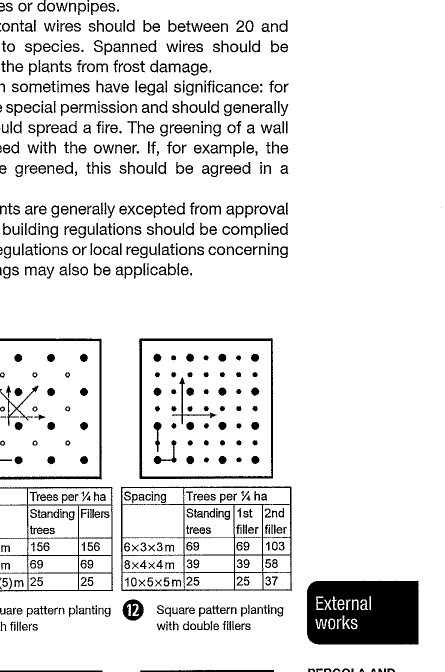 es or downpipes.
zontal wires should be between 20 and
to species. Spanned wires should be
the plants from frost damage.
n sometimes have legal significance: for
e special permission and should generally
uld spread a fire. The greening of a wall
eed with the owner. If, for example, the
e greened, this should be agreed in a
nts are generally excepted from approval
building regulations should be complied
egulations or local regulations concerning
ngs may also be applicable.
Trees per ¼ ha
Standing trees Fillers
m 156 156
m 69 69
(5) m 25 25
uare pattern planting
h fillers
Spacing Trees per ¼ ha
Standing trees 1st filler 2nd filler
6×3×3 m 69 69 103
8×4×4 m 39 39 58
10×5×5 m 25 25 37
12 Square pattern planting
with double fillers
External
works
PERGOLA AND